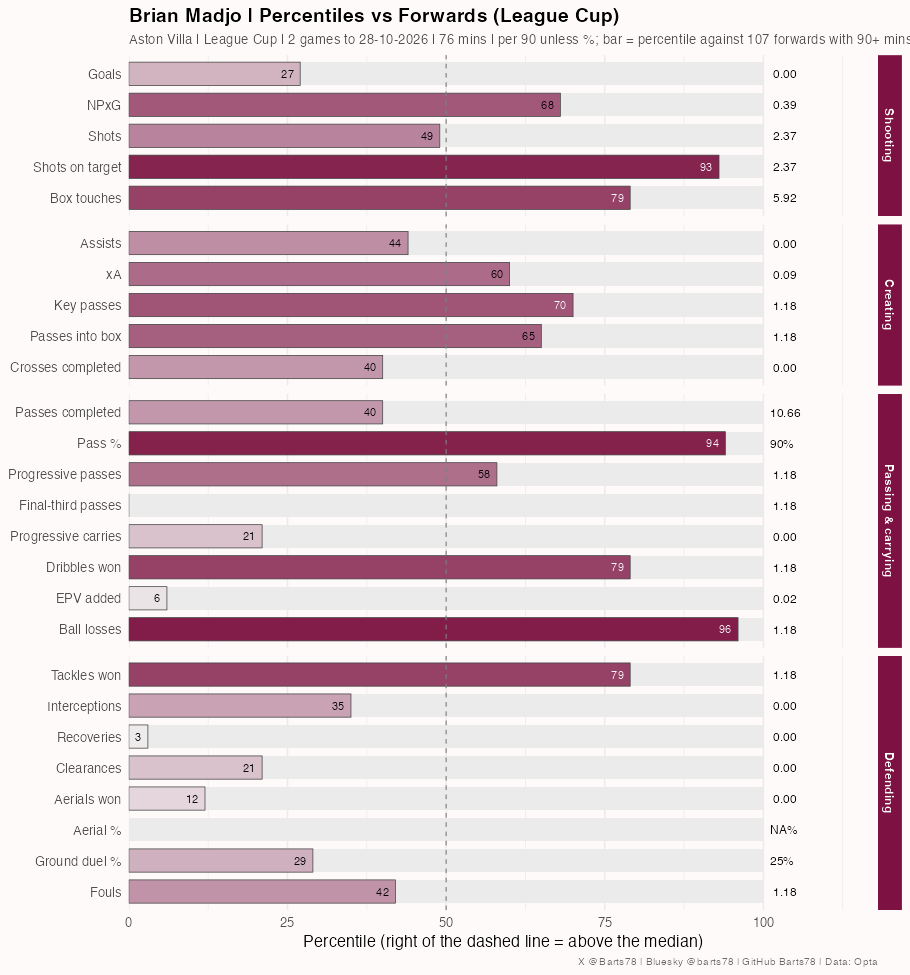 Brian Madjo | Percentiles vs Forwards (League Cup)
Aston Villa | League Cup | 2 games to 28-10-2026 | 76 mins | per 90 unless %; bar = percentile against 107 forwards with 90+ mins
Goals 27 0.00
NPxG 68 0.39
Shots 49 2.37
Shots on target 93 2.37
Box touches 79 5.92
Shooting
Assists 44 0.00
xA 60 0.09
Key passes 70 1.18
Passes into box 65 1.18
Crosses completed 40 0.00
Creating
Passes completed 40 10.66
Pass % 94 90%
Progressive passes 58 1.18
Final-third passes 1.18
Progressive carries 21 0.00
Dribbles won 79 1.18
EPV added 6 0.02
Ball losses 96 1.18
Passing & carrying
Tackles won 79 1.18
Interceptions 35 0.00
Recoveries 3 0.00
Clearances 21 0.00
Aerials won 12 0.00
Aerial % NA%
Ground duel % 29 25%
Fouls 42 1.18
Defending
0 25 50 75 100
Percentile (right of the dashed line = above the median)
X @Barts78 | Bluesky @barts78 | GitHub Barts78 | Data: Opta